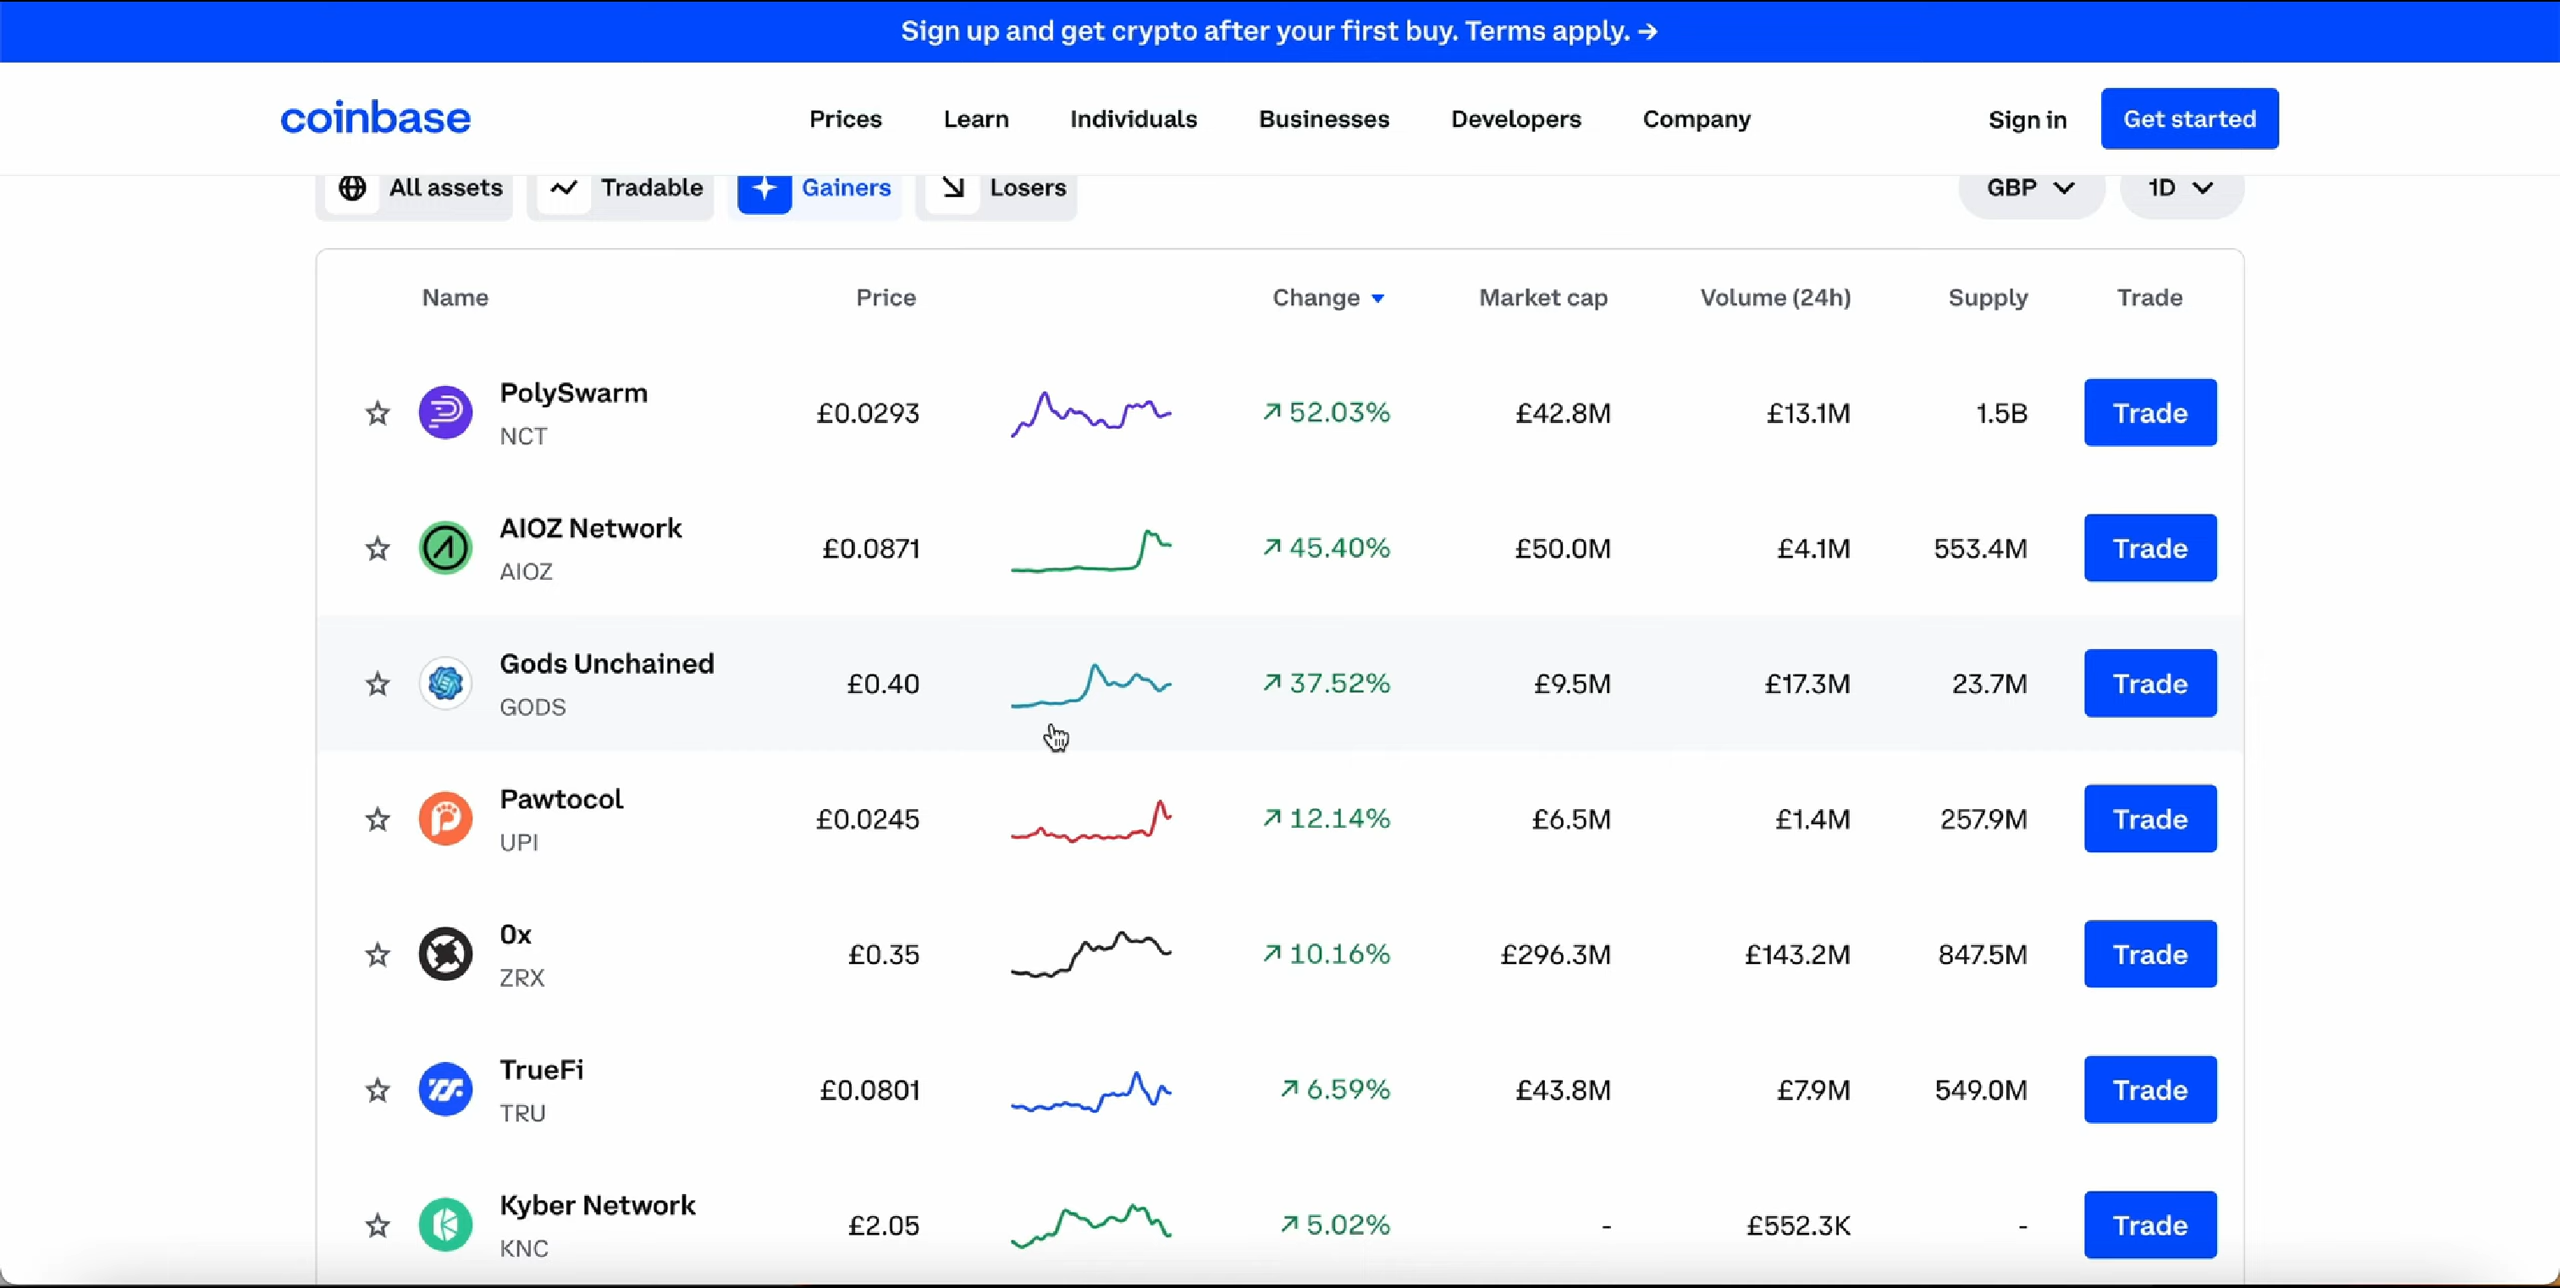 Sign up and get crypto after your first buy. Terms apply. →
coinbase Prices Learn Individuals Businesses Developers Company Sign in Get started
All assets Tradable Gainers Losers GBP 1D
Name Price Change Market cap Volume (24h) Supply Trade
PolySwarm NCT £0.0293 ↗ 52.03% £42.8M £13.1M 1.5B Trade
AIOZ Network AIOZ £0.0871 ↗ 45.40% £50.0M £4.1M 553.4M Trade
Gods Unchained GODS £0.40 ↗ 37.52% £9.5M £17.3M 23.7M Trade
Pawtocol UPI £0.0245 ↗ 12.14% £6.5M £1.4M 257.9M Trade
0x ZRX £0.35 ↗ 10.16% £296.3M £143.2M 847.5M Trade
TrueFi TRU £0.0801 ↗ 6.59% £43.8M £7.9M 549.0M Trade
Kyber Network KNC £2.05 ↗ 5.02% - £552.3K - Trade